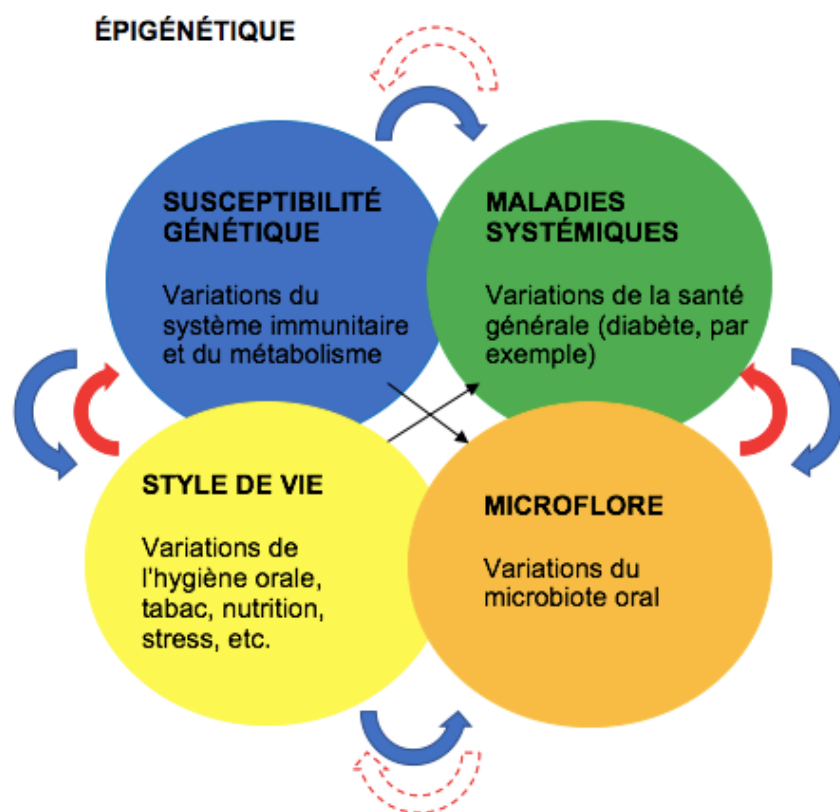 ÉPIGÉNÉTIQUE
SUSCEPTIBILITÉ
GÉNÉTIQUE
Variations du
système immunitaire
et du métabolisme
MALADIES
SYSTÉMIQUES
Variations de la santé
générale (diabète, par
exemple)
STYLE DE VIE
Variations de
l'hygiène orale,
tabac, nutrition,
stress, etc.
MICROFLORE
Variations du
microbiote oral